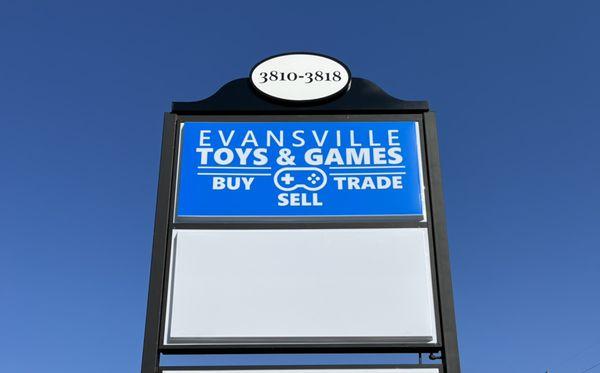 3810-3818
EVANSVILLE
TOYS & GAMES
BUY TRADE
SELL